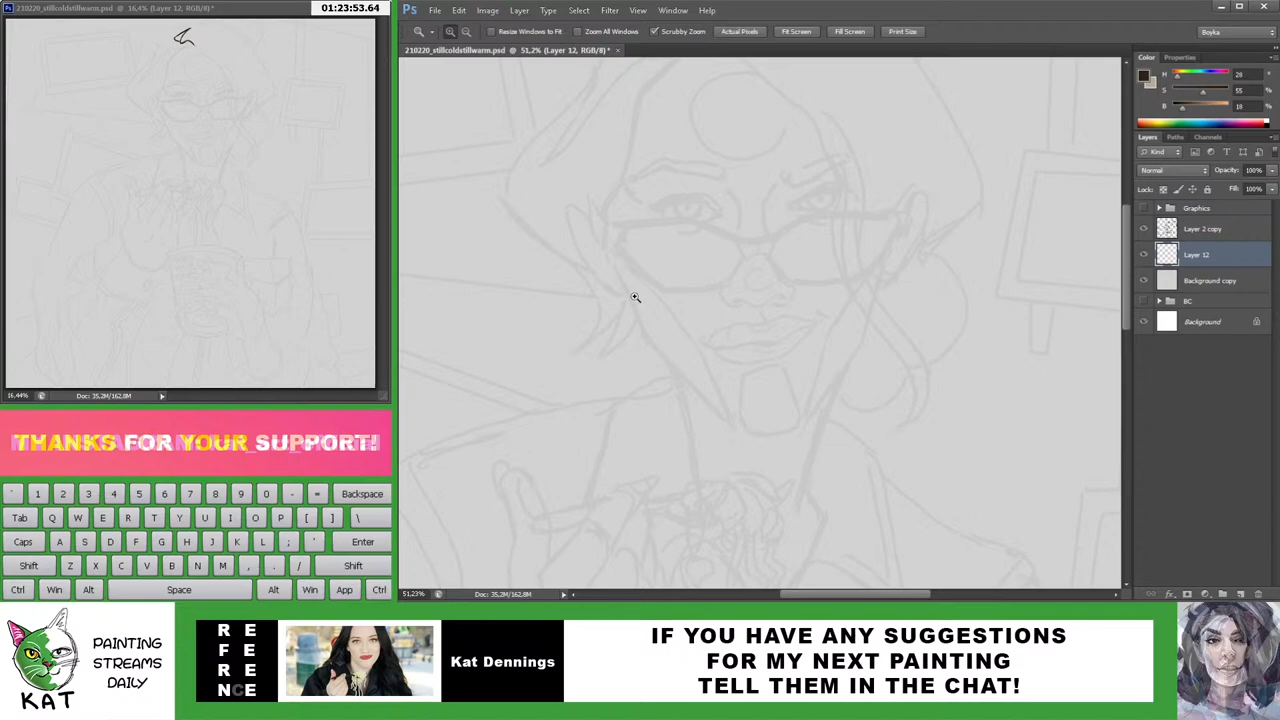 210220_stillcoldstillwarm.psd @ 16,4% (Layer 12, RGB/8)*
01:23:53.64
File Edit Image Layer Type Select Filter View Window Help
Resize Windows to Fit Zoom All Windows Scrubby Zoom Actual Pixels Fit Screen Fill Screen Print Size Boyka
210220_stillcoldstillwarm.psd @ 51,2% (Layer 12, RGB/8)* ×
Color Properties
H 28 °
S 55 %
B 18 %
Layers Paths Channels
Kind
Normal Opacity: 100%
Lock: Fill: 100%
Graphics
Layer 2 copy
Layer 12
Background copy
BC
Background
16,44% Doc: 35,2M/162,8M
51,23% Doc: 35,2M/162,8M
THANKS FOR YOUR SUPPORT!
` 1 2 3 4 5 6 7 8 9 0 - = Backspace
Tab Q W E R T Y U I O P [ ] \
Caps A S D F G H J K L ; ' Enter
Shift Z X C V B N M , . / Shift
Ctrl Win Alt Space Alt Win App Ctrl
KAT
PAINTING
STREAMS
DAILY
R E
F E
R E
N C E
Kat Dennings
IF YOU HAVE ANY SUGGESTIONS
FOR MY NEXT PAINTING
TELL THEM IN THE CHAT!